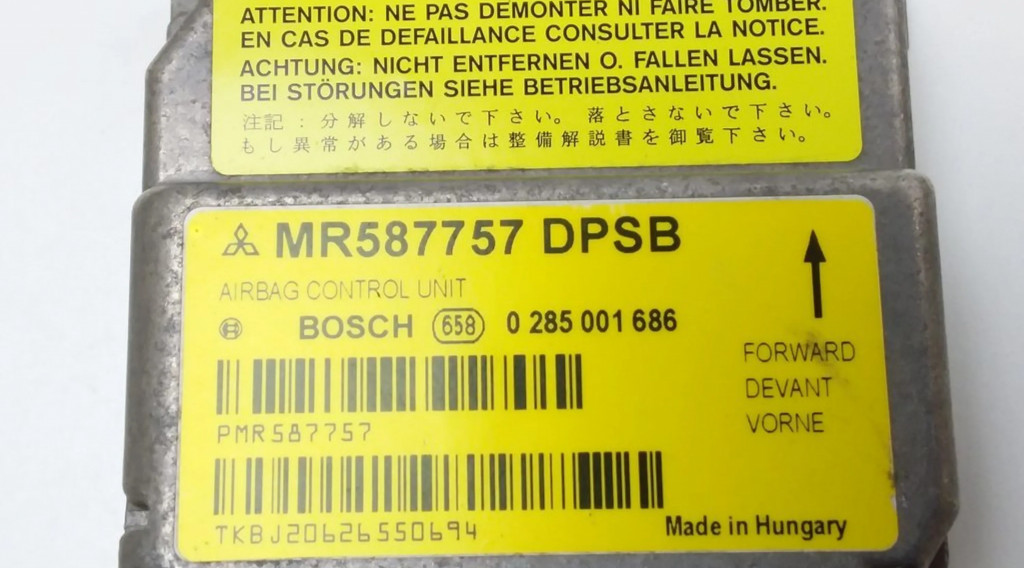 ATTENTION: NE PAS DEMONTER NI FAIRE TOMBER.
EN CAS DE DEFAILLANCE CONSULTER LA NOTICE.
ACHTUNG: NICHT ENTFERNEN O. FALLEN LASSEN.
BEI STÖRUNGEN SIEHE BETRIEBSANLEITUNG.
注記：分解しないで下さい。落とさないで下さい。
もし異常がある場合は整備解説書を御覧下さい。
MR587757 DPSB
AIRBAG CONTROL UNIT
BOSCH 658 0 285 001 686
FORWARD
DEVANT
VORNE
PMR587757
TKBJ20626550694
Made in Hungary